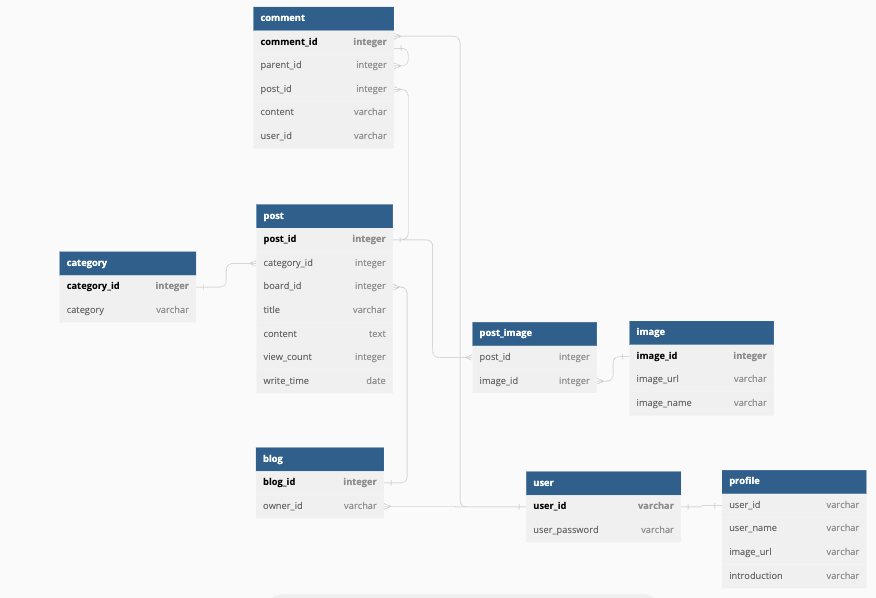 comment
comment_id integer
parent_id integer
post_id integer
content varchar
user_id varchar
post
post_id integer
category_id integer
board_id integer
title varchar
content text
view_count integer
write_time date
category
category_id integer
category varchar
post_image
post_id integer
image_id integer
image
image_id integer
image_url varchar
image_name varchar
blog
blog_id integer
owner_id varchar
user
user_id varchar
user_password varchar
profile
user_id varchar
user_name varchar
image_url varchar
introduction varchar